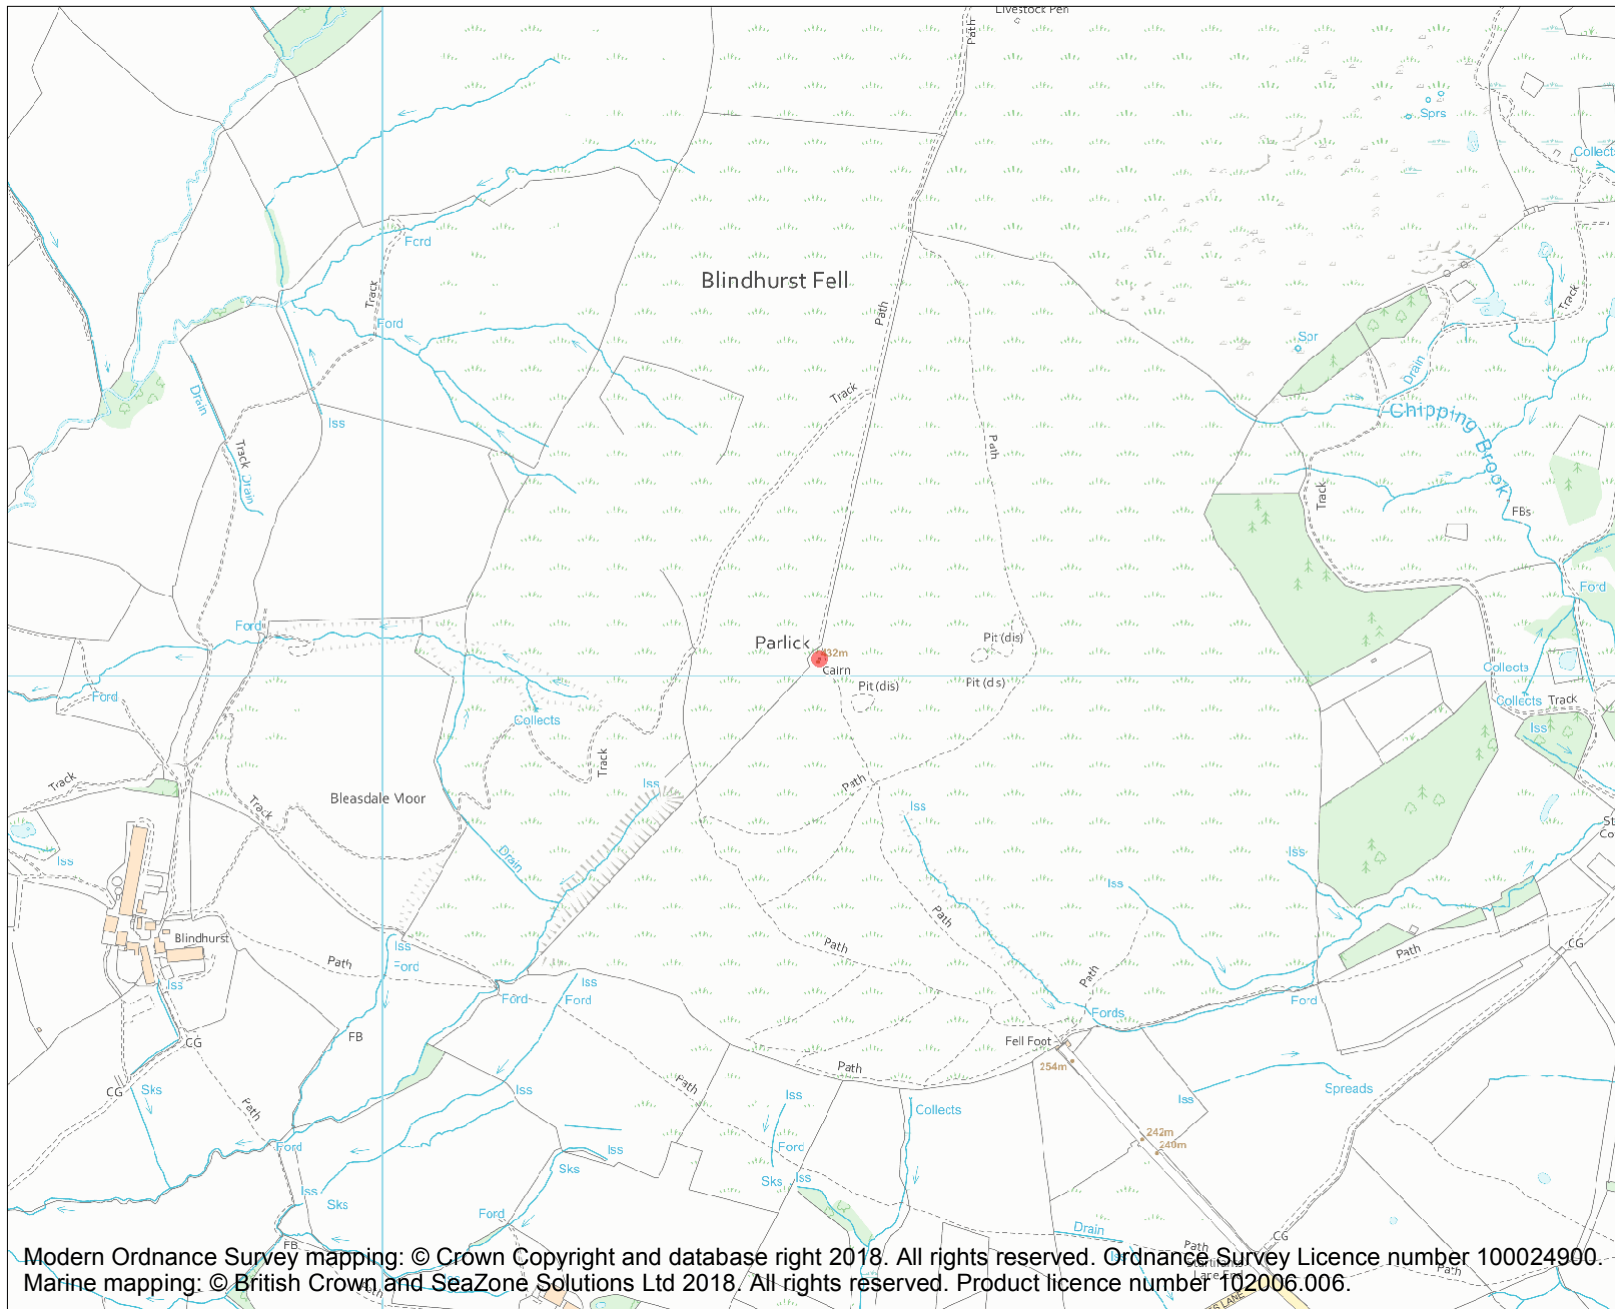 Livestock Pen
Path
Sprs
Collects
Ford
Track
Blindhurst Fell
Path
Track
Ford
Spr
Track
Drain
Drain
Chipping Brook
Iss
Path
Track
Drain
Track
FBs
Ford
Ford
Parlick
Pit (dis)
Cairn
Pit (dis)
Pit (dis)
Collects
Ford
Collects
Collects
Track
Iss
Track
Track
Iss
Path
Bleasdale Moor
Track
Iss
Iss
Drain
Iss
Iss
Path
Blindhurst
Iss
Path
CG
Path
Ford
Path
Path
Iss
Ford
Iss
Ford
Ford
Fords
FB
Fell Foot
254m
CG
Path
CG
Sks
Path
Iss
Path
Iss
Collects
Iss
Spreads
242m
240m
Ford
Iss
Ford
Sks
Sks
Iss
Iss
Sks
Ford
Drain
CG
FB
Path
Path
Lane End
Path
Modern Ordnance Survey mapping: © Crown Copyright and database right 2018. All rights reserved. Ordnance Survey Licence number 100024900.
Marine mapping: © British Crown and SeaZone Solutions Ltd 2018. All rights reserved. Product licence number 102006.006.